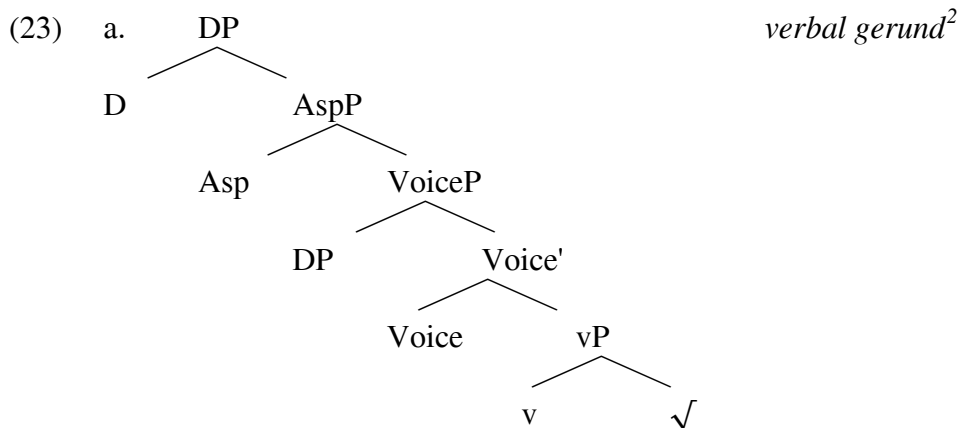 (23) a. DP verbal gerund²
D AspP
Asp VoiceP
DP Voice'
Voice vP
v √